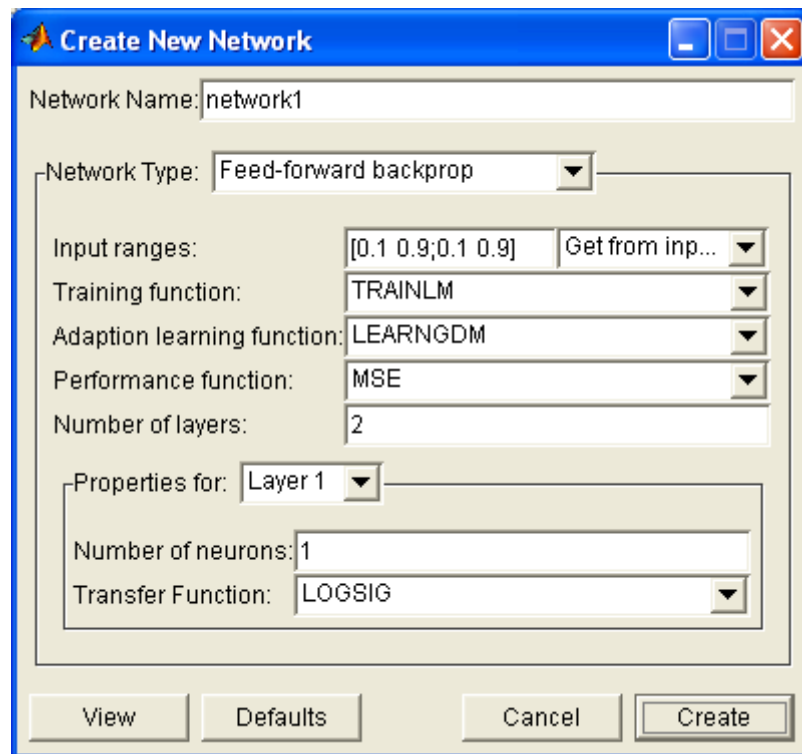 Create New Network
Network Name: network1
Network Type: Feed-forward backprop
Input ranges: [0.1 0.9;0.1 0.9] Get from inp...
Training function: TRAINLM
Adaption learning function: LEARNGDM
Performance function: MSE
Number of layers: 2
Properties for: Layer 1
Number of neurons: 1
Transfer Function: LOGSIG
View Defaults Cancel Create